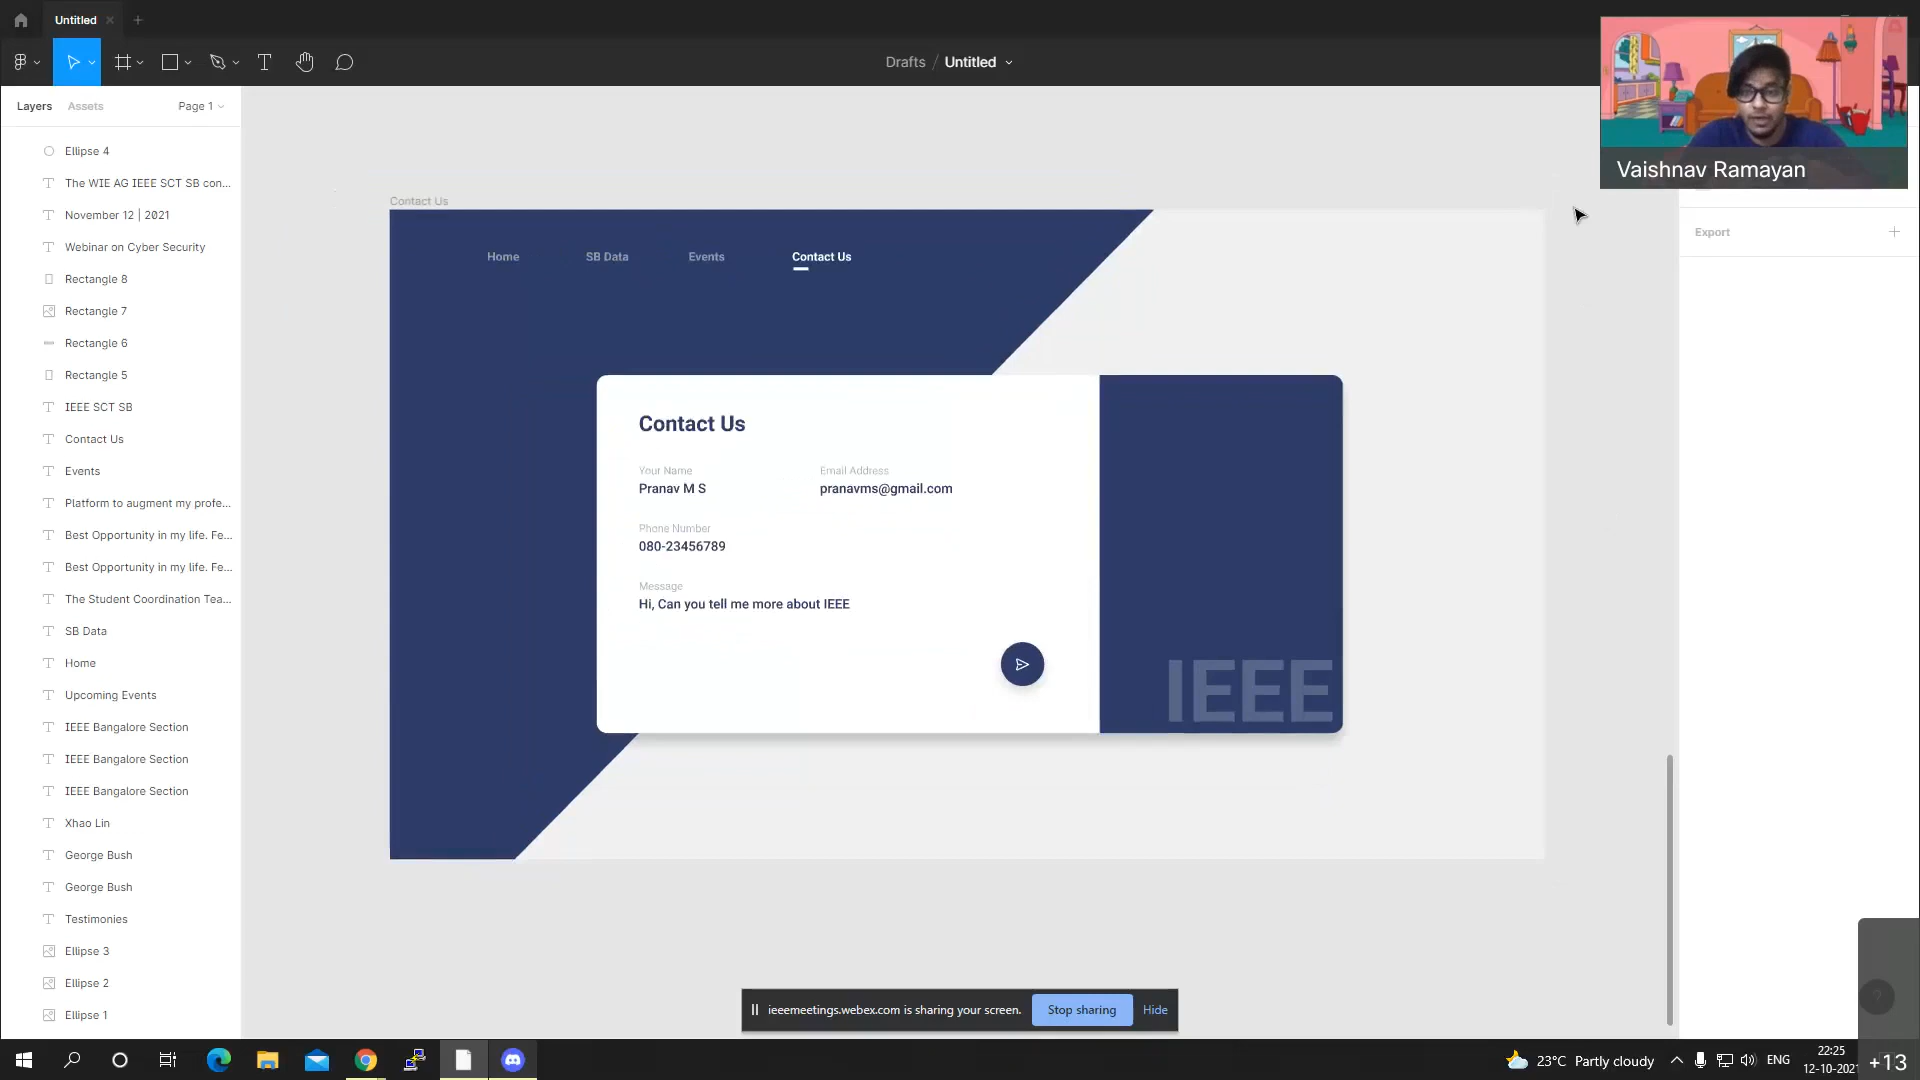 Untitled
Drafts / Untitled
Layers
Assets
Page 1
Ellipse 4
The WIE AG IEEE SCT SB con...
November 12 | 2021
Webinar on Cyber Security
Rectangle 8
Rectangle 7
Rectangle 6
Rectangle 5
IEEE SCT SB
Contact Us
Events
Platform to augment my profe...
Best Opportunity in my life. Fe...
Best Opportunity in my life. Fe...
The Student Coordination Tea...
SB Data
Home
Upcoming Events
IEEE Bangalore Section
IEEE Bangalore Section
IEEE Bangalore Section
Xhao Lin
George Bush
George Bush
Testimonies
Ellipse 3
Ellipse 2
Ellipse 1
Contact Us
Home
SB Data
Events
Contact Us
Contact Us
Your Name
Pranav M S
Email Address
pranavms@gmail.com
Phone Number
080-23456789
Message
Hi, Can you tell me more about IEEE
IEEE
Vaishnav Ramayan
Export
ieeemeetings.webex.com is sharing your screen.
Stop sharing
Hide
23°C Partly cloudy
ENG
22:25
12-10-2021
+13